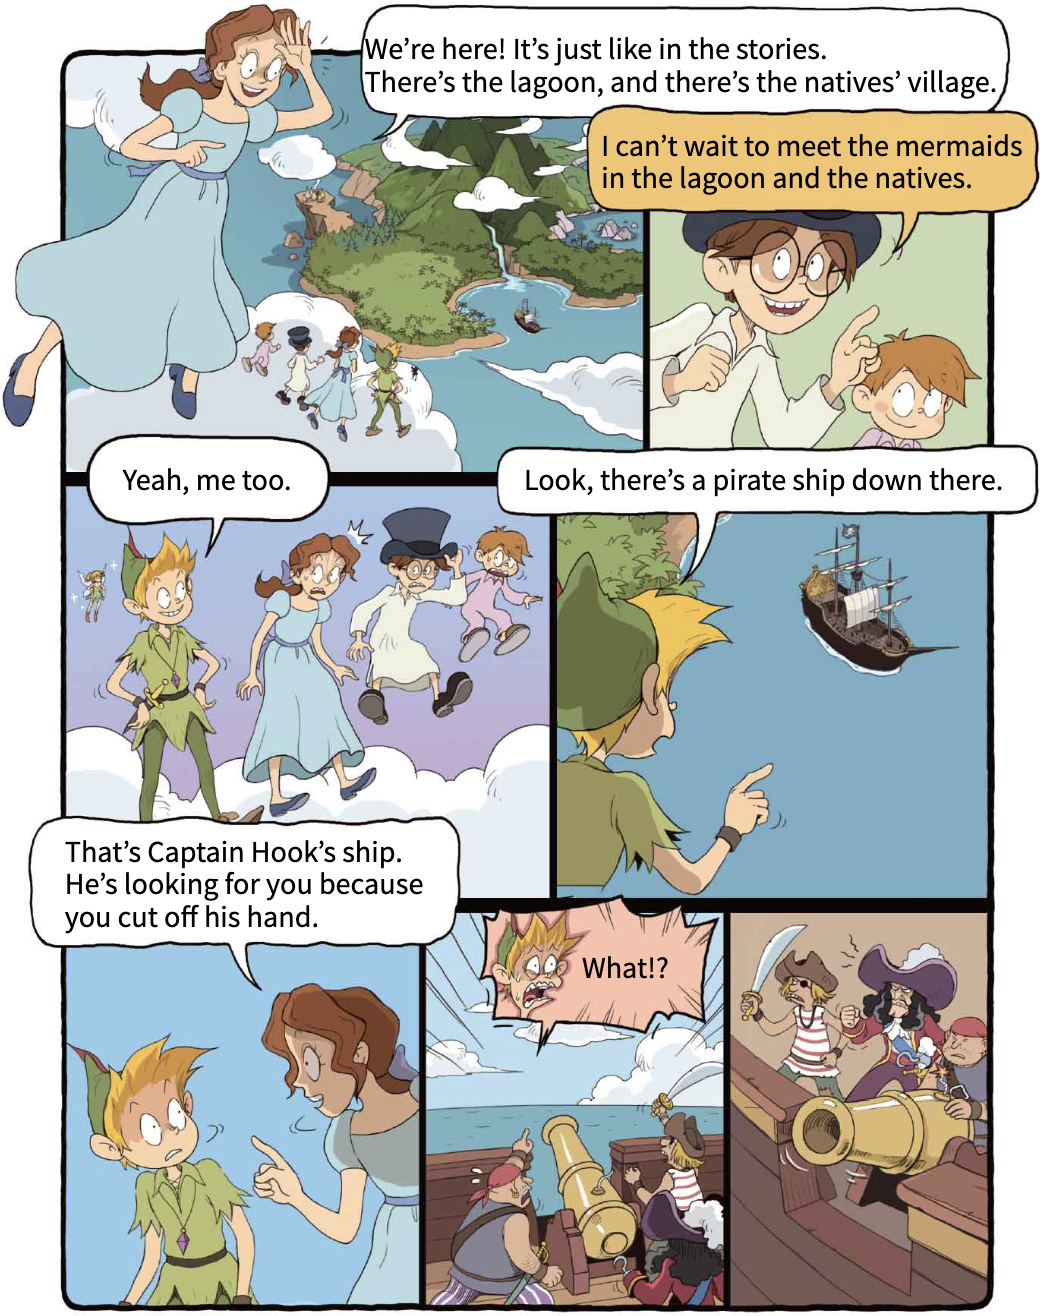 We’re here! It’s just like in the stories.
There’s the lagoon, and there’s the natives’ village.
I can’t wait to meet the mermaids
in the lagoon and the natives.
Yeah, me too.
Look, there’s a pirate ship down there.
That’s Captain Hook’s ship.
He’s looking for you because
you cut off his hand.
What!?